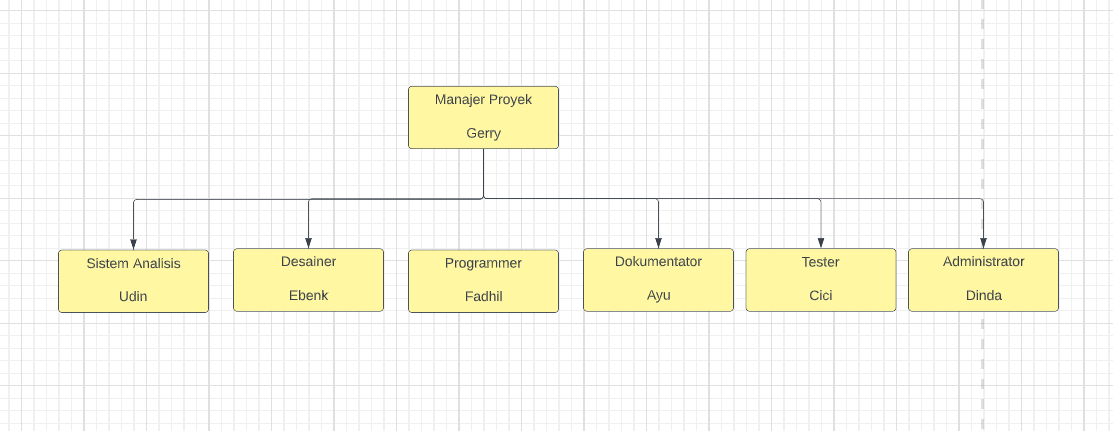 Manajer Proyek
Gerry
Sistem Analisis
Udin
Desainer
Ebenk
Programmer
Fadhil
Dokumentator
Ayu
Tester
Cici
Administrator
Dinda